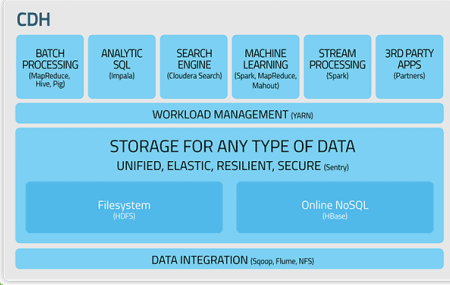 CDH
BATCH
PROCESSING
(MapReduce,
Hive, Pig)
ANALYTIC
SQL
(Impala)
SEARCH
ENGINE
(Cloudera Search)
MACHINE
LEARNING
(Spark, MapReduce,
Mahout)
STREAM
PROCESSING
(Spark)
3RD PARTY
APPS
(Partners)
WORKLOAD MANAGEMENT (YARN)
STORAGE FOR ANY TYPE OF DATA
UNIFIED, ELASTIC, RESILIENT, SECURE (Sentry)
Filesystem
(HDFS)
Online NoSQL
(HBase)
DATA INTEGRATION (Sqoop, Flume, NFS)